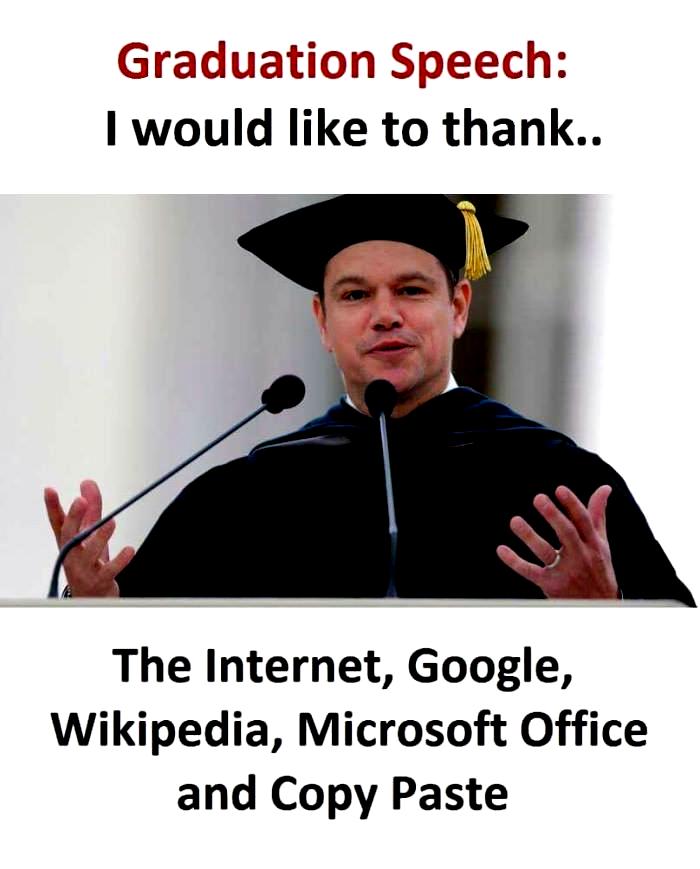 Graduation Speech:
I would like to thank..
The Internet, Google,
Wikipedia, Microsoft Office
and Copy Paste